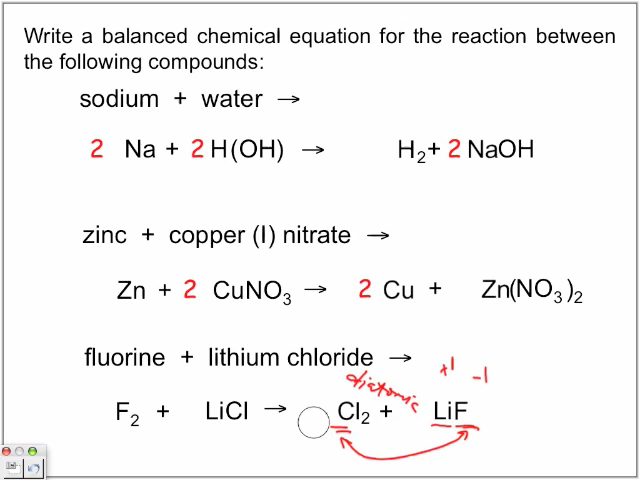 Write a balanced chemical equation for the reaction between
the following compounds:
sodium + water →
2 Na + 2 H(OH) → H₂+ 2 NaOH
zinc + copper (I) nitrate →
Zn + 2 CuNO₃ → 2 Cu + Zn(NO₃)₂
fluorine + lithium chloride →
diatomic +1 -1
F₂ + LiCl → Cl₂ + LiF